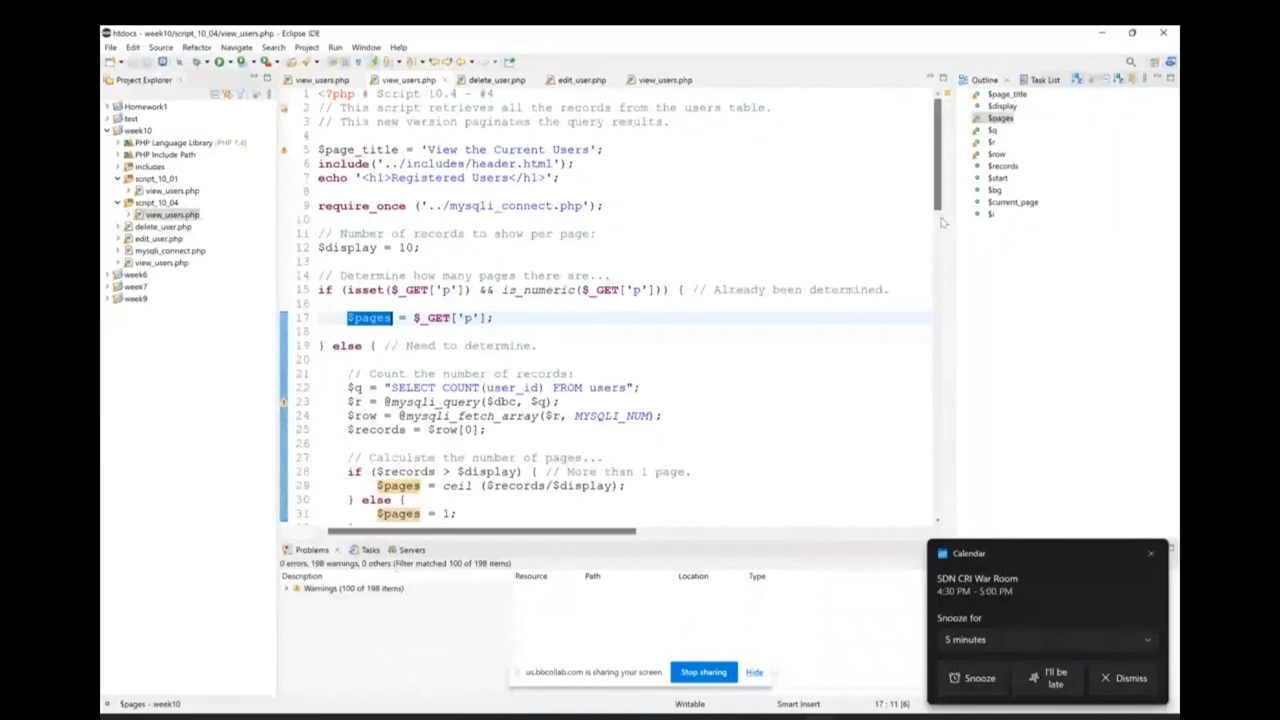 htdocs - week10/script_10_04/view_users.php - Eclipse IDE
File Edit Source Refactor Navigate Search Project Run Window Help
Project Explorer
view_users.php view_users.php delete_user.php edit_user.php view_users.php
Outline Task List
Homework1
test
week10
PHP Language Library [PHP 7.4]
PHP Include Path
includes
script_10_01
view_users.php
script_10_04
view_users.php
delete_user.php
edit_user.php
mysqli_connect.php
view_users.php
week6
week7
week9
1 <?php # Script 10.4 - #4
2 // This script retrieves all the records from the users table.
3 // This new version paginates the query results.
4
5 $page_title = 'View the Current Users';
6 include('../includes/header.html');
7 echo '<h1>Registered Users</h1>';
8
9 require_once ('../mysqli_connect.php');
10
11 // Number of records to show per page:
12 $display = 10;
13
14 // Determine how many pages there are...
15 if (isset($_GET['p']) && is_numeric($_GET['p'])) { // Already been determined.
16
17 $pages = $_GET['p'];
18
19 } else { // Need to determine.
20
21 // Count the number of records:
22 $q = "SELECT COUNT(user_id) FROM users";
23 $r = @mysqli_query($dbc, $q);
24 $row = @mysqli_fetch_array($r, MYSQLI_NUM);
25 $records = $row[0];
26
27 // Calculate the number of pages...
28 if ($records > $display) { // More than 1 page.
29 $pages = ceil ($records/$display);
30 } else {
31 $pages = 1;
$page_title
$display
$pages
$q
$r
$row
$records
$start
$bg
$current_page
$i
Problems Tasks Servers
0 errors, 198 warnings, 0 others (Filter matched 100 of 198 items)
Description Resource Path Location Type
Warnings (100 of 198 items)
us.bbcollab.com is sharing your screen. Stop sharing Hide
Calendar
SDN CRI War Room
4:30 PM - 5:00 PM
Snooze for
5 minutes
Snooze I'll be late Dismiss
$pages - week10 Writable Smart Insert 17 : 11 [6]